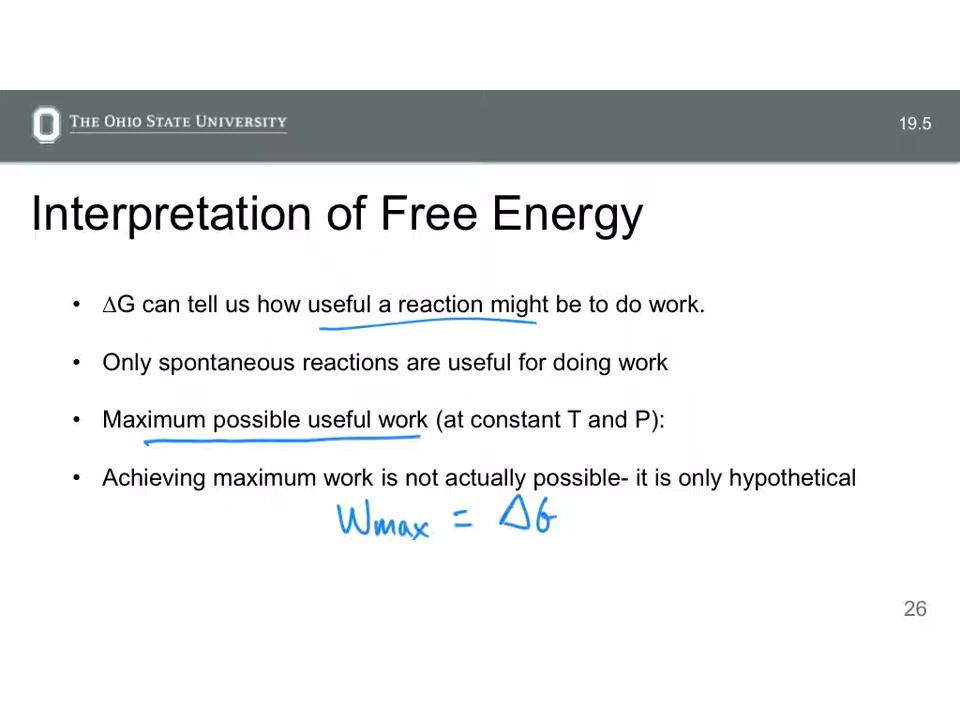 THE OHIO STATE UNIVERSITY
19.5
Interpretation of Free Energy
• ∆G can tell us how useful a reaction might be to do work.
• Only spontaneous reactions are useful for doing work
• Maximum possible useful work (at constant T and P):
• Achieving maximum work is not actually possible- it is only hypothetical
Wmax = ∆G
26